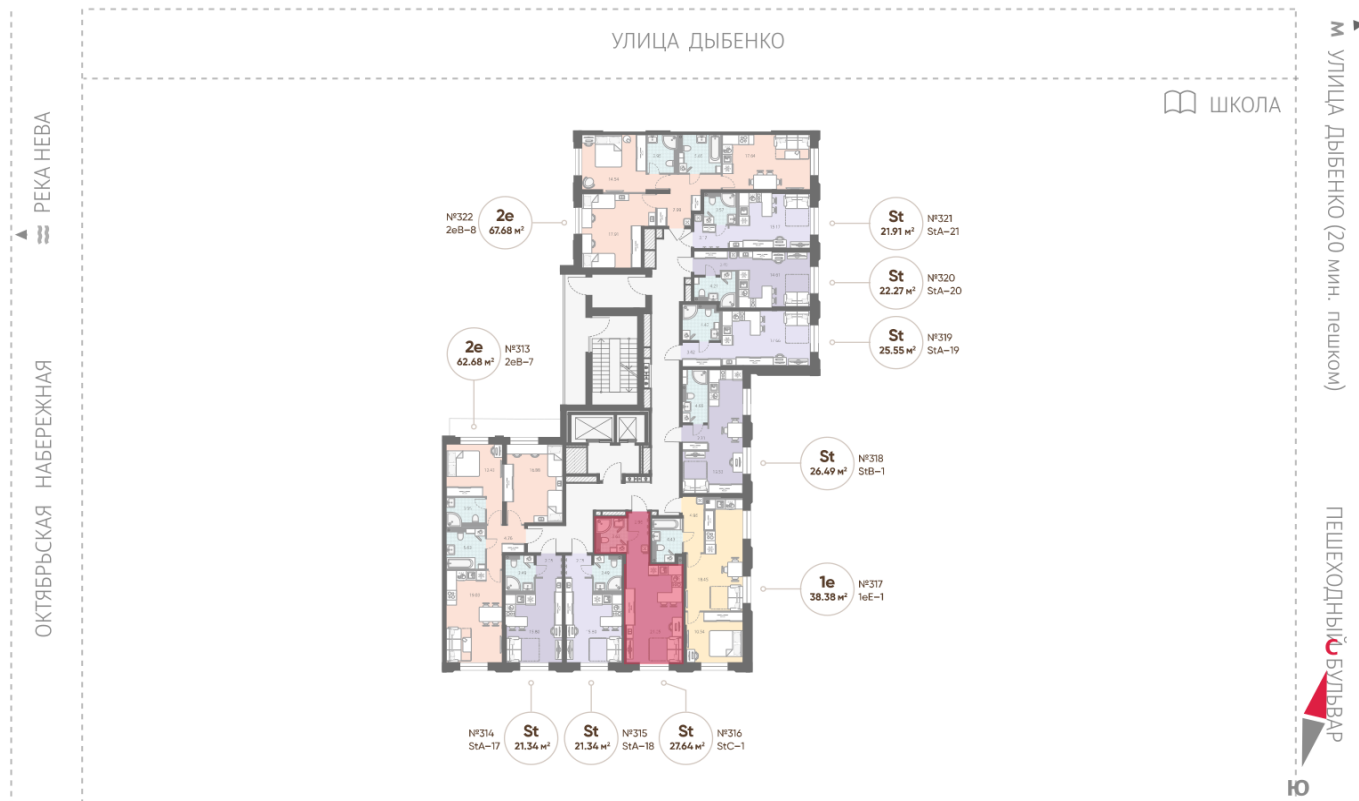 УЛИЦА ДЫБЕНКО
М УЛИЦА ДЫБЕНКО (20 мин. пешком)
ШКОЛА
РЕКА НЕВА
ОКТЯБРЬСКАЯ НАБЕРЕЖНАЯ
№322
2eB–8
2e
67.68 м²
St
21.91 м²
№321
StA–21
St
22.27 м²
№320
StA–20
St
25.55 м²
№319
StA–19
2e
62.68 м²
№313
2eB–7
St
26.49 м²
№318
StB–1
1e
38.38 м²
№317
1eE–1
ПЕШЕХОДНЫЙ БУЛЬВАР
С
Ю
№314
StA–17
St
21.34 м²
St
21.34 м²
№315
StA–18
St
27.64 м²
№316
StC–1